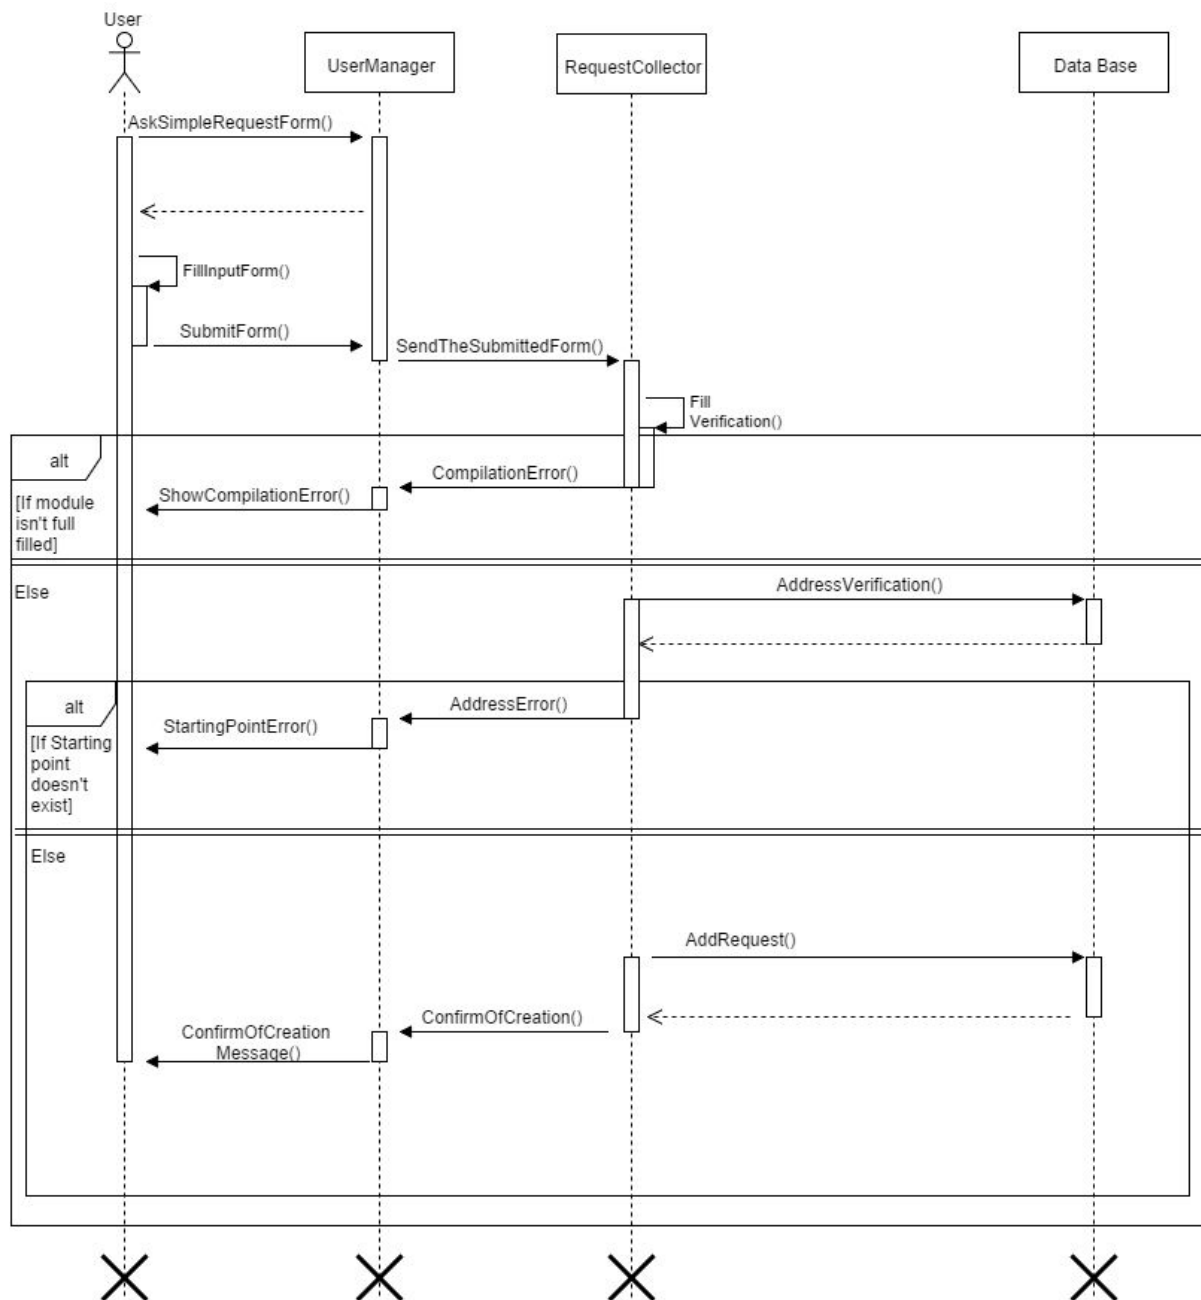 User
UserManager
RequestCollector
Data Base
AskSimpleRequestForm()
FillInputForm()
SubmitForm()
SendTheSubmittedForm()
Fill
Verification()
alt
CompilationError()
ShowCompilationError()
[If module
isn't full
filled]
Else
AddressVerification()
alt
AddressError()
StartingPointError()
[If Starting
point
doesn't
exist]
Else
AddRequest()
ConfirmOfCreation()
ConfirmOfCreation
Message()